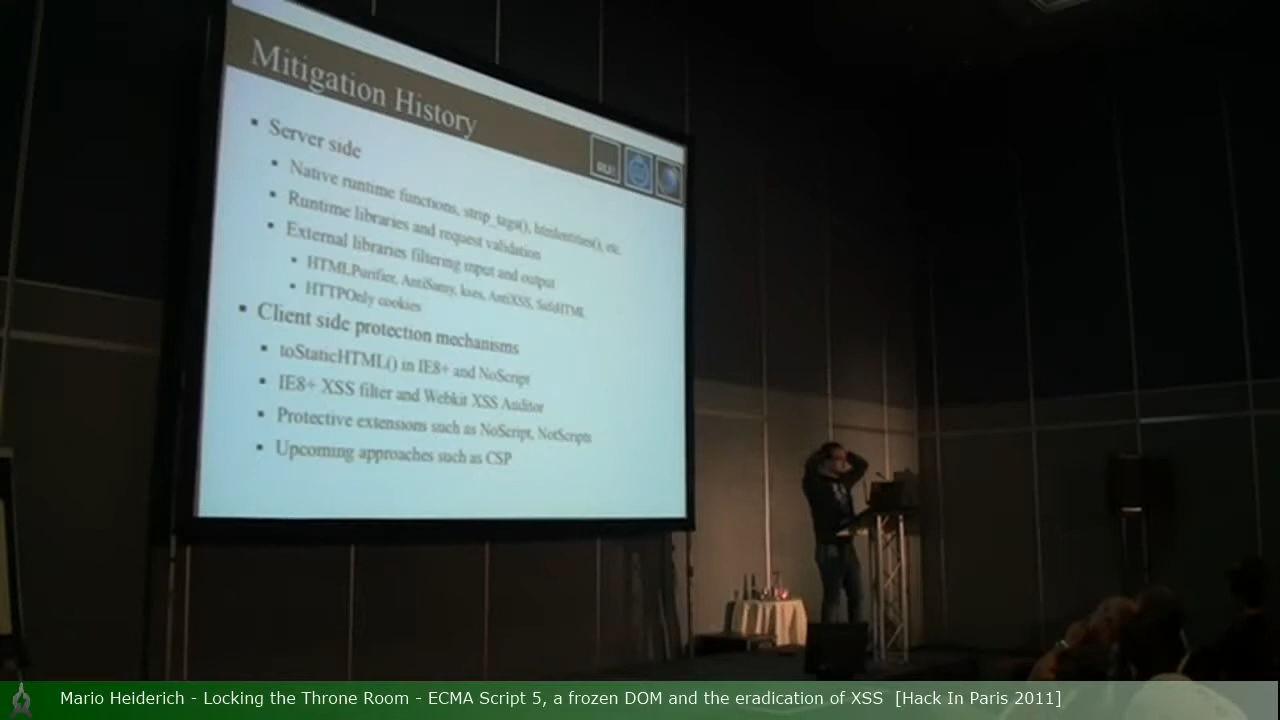 Mitigation History
RUB
Server side
Native runtime functions, strip_tags(), htmlentities(), etc.
Runtime libraries and request validation
External libraries filtering input and output
HTMLPurifier, AntiSamy, kses, AntiXSS, SafeHTML
HTTPOnly cookies
Client side protection mechanisms
toStaticHTML() in IE8+ and NoScript
IE8+ XSS filter and Webkit XSS Auditor
Protective extensions such as NoScript, NotScripts
Upcoming approaches such as CSP
Mario Heiderich - Locking the Throne Room - ECMA Script 5, a frozen DOM and the eradication of XSS [Hack In Paris 2011]